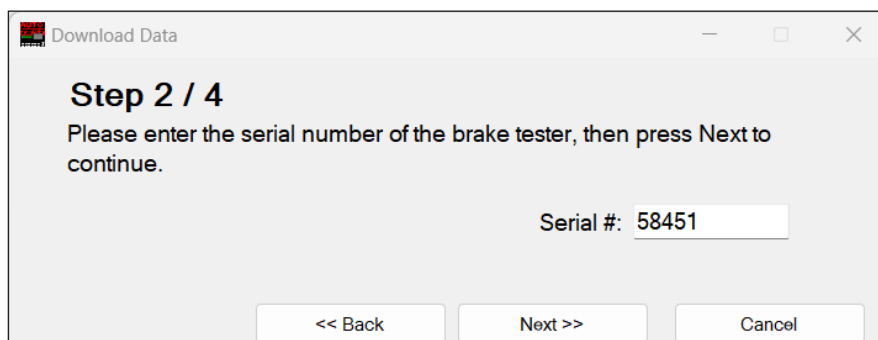 Download Data
Step 2 / 4
Please enter the serial number of the brake tester, then press Next to
continue.
Serial #: 58451
<< Back Next >> Cancel